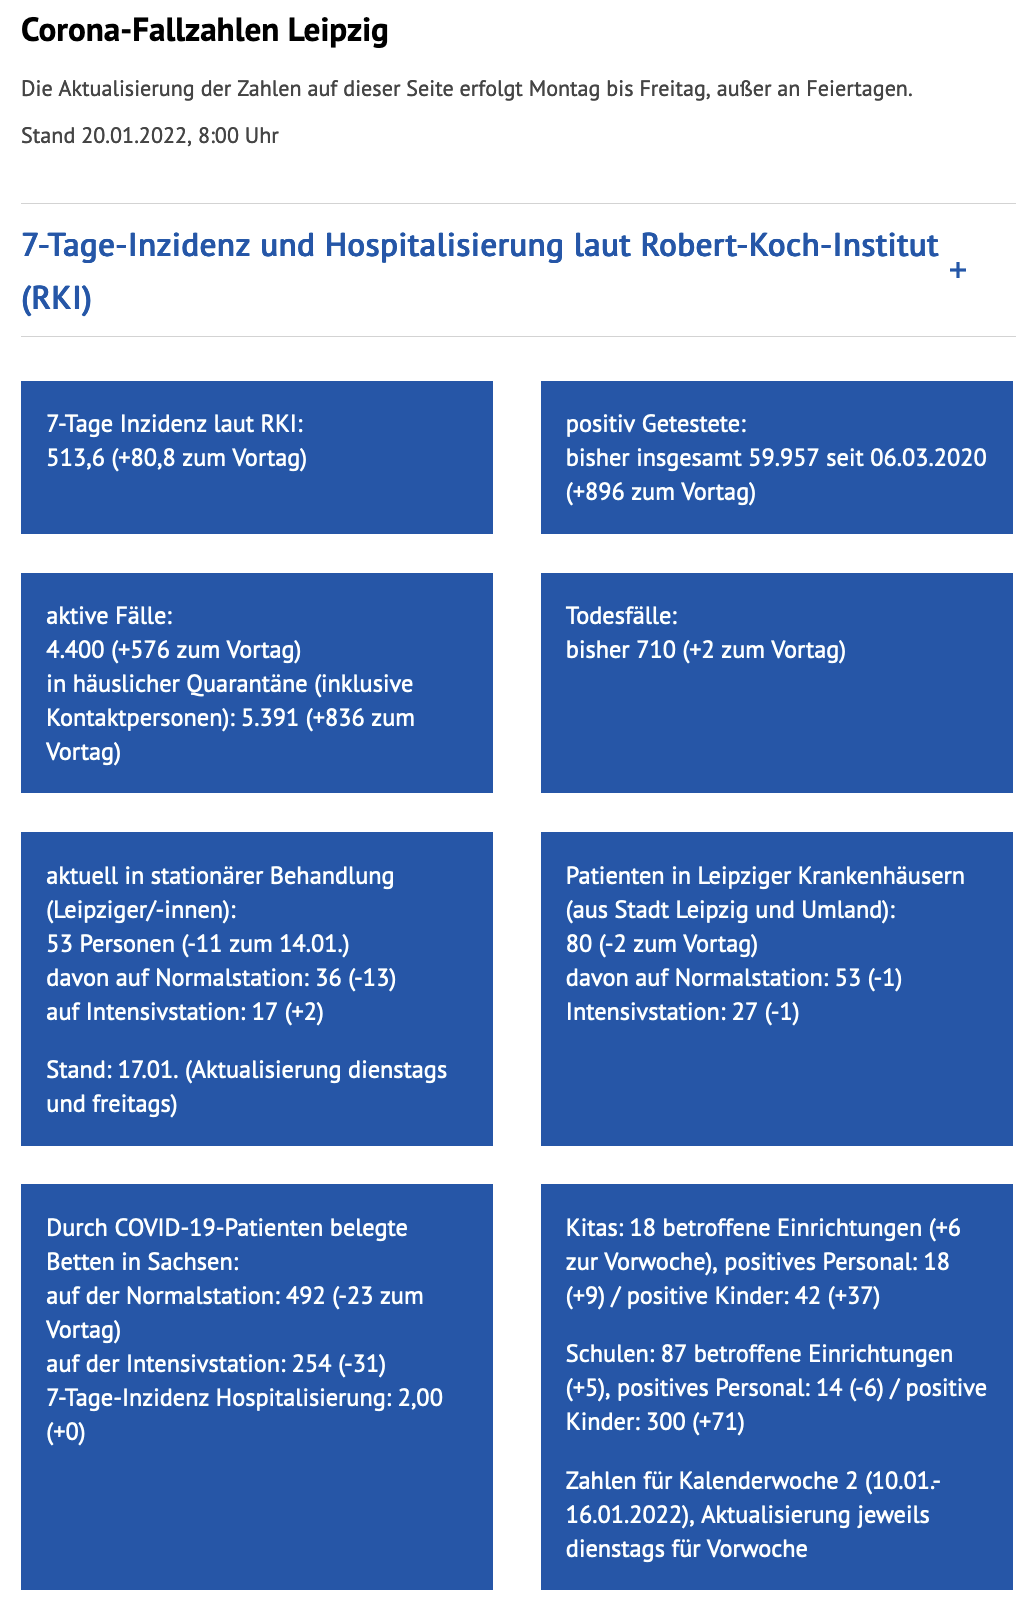 Corona-Fallzahlen Leipzig
Die Aktualisierung der Zahlen auf dieser Seite erfolgt Montag bis Freitag, außer an Feiertagen.
Stand 20.01.2022, 8:00 Uhr
7-Tage-Inzidenz und Hospitalisierung laut Robert-Koch-Institut
(RKI)
+
7-Tage Inzidenz laut RKI:
513,6 (+80,8 zum Vortag)
positiv Getestete:
bisher insgesamt 59.957 seit 06.03.2020
(+896 zum Vortag)
aktive Fälle:
4.400 (+576 zum Vortag)
in häuslicher Quarantäne (inklusive
Kontaktpersonen): 5.391 (+836 zum
Vortag)
Todesfälle:
bisher 710 (+2 zum Vortag)
aktuell in stationärer Behandlung
(Leipziger/-innen):
53 Personen (-11 zum 14.01.)
davon auf Normalstation: 36 (-13)
auf Intensivstation: 17 (+2)
Stand: 17.01. (Aktualisierung dienstags
und freitags)
Patienten in Leipziger Krankenhäusern
(aus Stadt Leipzig und Umland):
80 (-2 zum Vortag)
davon auf Normalstation: 53 (-1)
Intensivstation: 27 (-1)
Durch COVID-19-Patienten belegte
Betten in Sachsen:
auf der Normalstation: 492 (-23 zum
Vortag)
auf der Intensivstation: 254 (-31)
7-Tage-Inzidenz Hospitalisierung: 2,00
(+0)
Kitas: 18 betroffene Einrichtungen (+6
zur Vorwoche), positives Personal: 18
(+9) / positive Kinder: 42 (+37)
Schulen: 87 betroffene Einrichtungen
(+5), positives Personal: 14 (-6) / positive
Kinder: 300 (+71)
Zahlen für Kalenderwoche 2 (10.01.-
16.01.2022), Aktualisierung jeweils
dienstags für Vorwoche